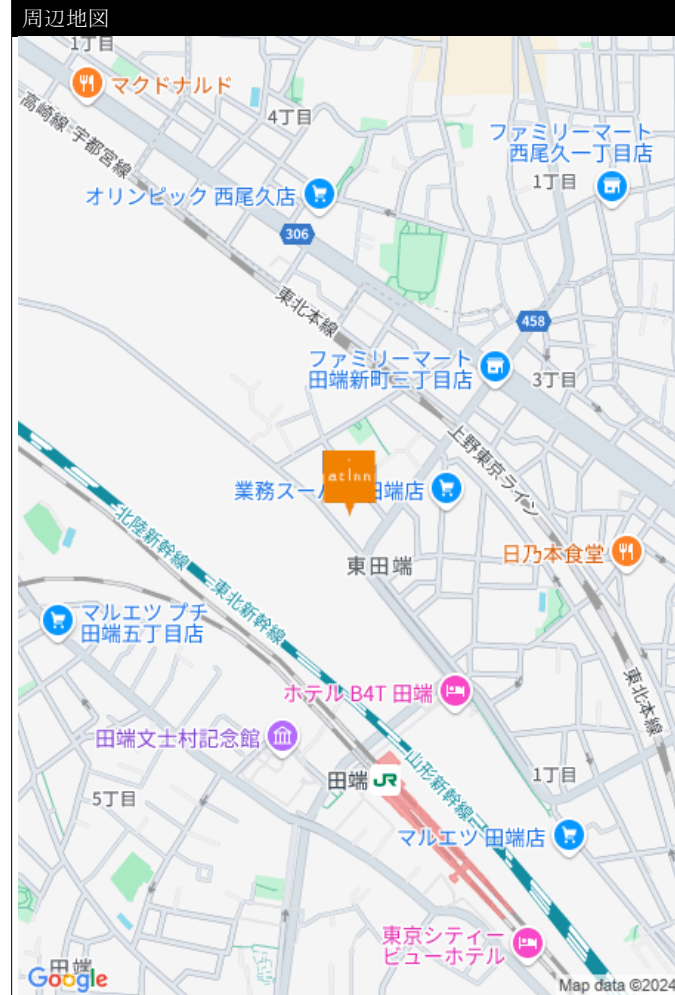 周辺地図
1丁目
マクドナルド
高崎線 宇都宮線
4丁目
ファミリーマート
西尾久一丁目店
1丁目
オリンピック 西尾久店
306
東北本線
458
ファミリーマート
田端新町三丁目店
3丁目
上野東京ライン
at Inn
業務スーパー 田端店
日乃本食堂
北陸新幹線
東田端
東北新幹線
マルエツ プチ
田端五丁目店
ホテル B4T 田端
東北本線
田端文士村記念館
田端 JR
山形新幹線
1丁目
5丁目
マルエツ 田端店
東京シティー
ビューホテル
田端
Google
Map data ©2024